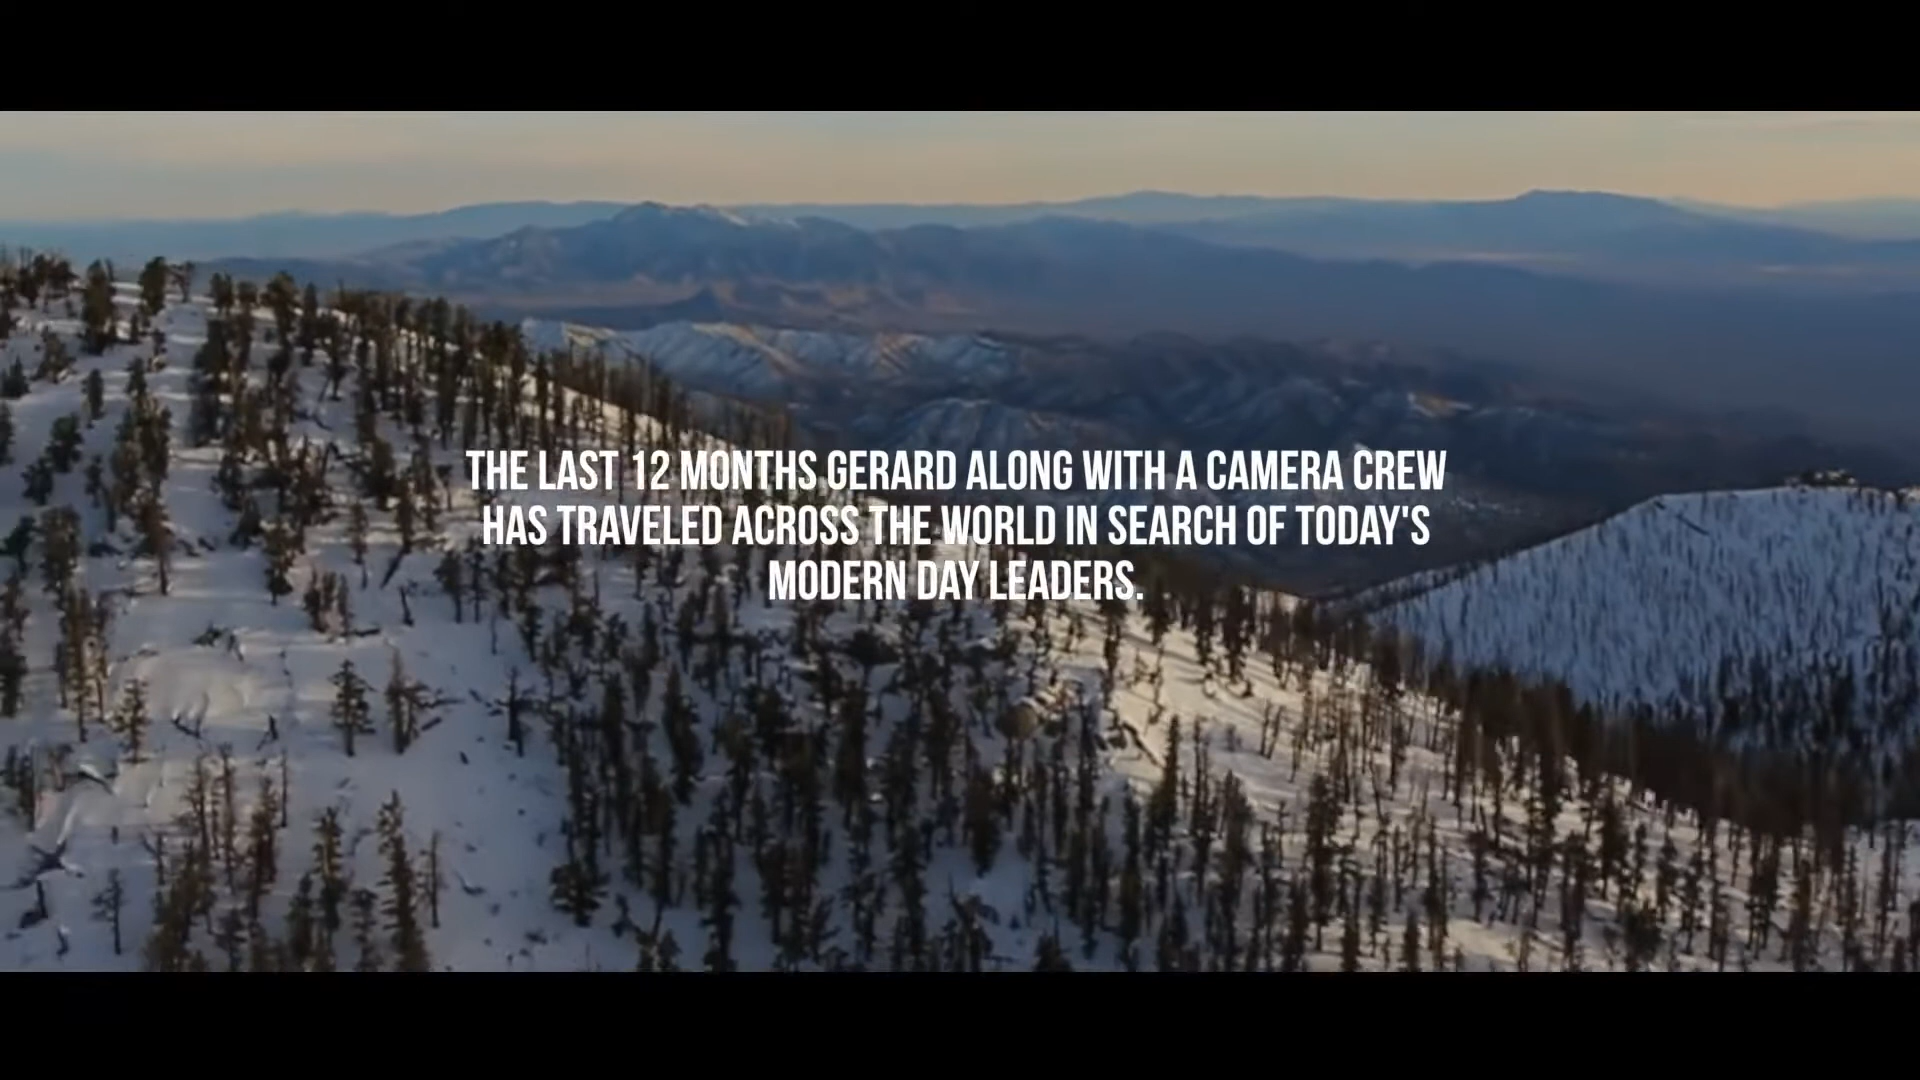 THE LAST 12 MONTHS GERARD ALONG WITH A CAMERA CREW
HAS TRAVELED ACROSS THE WORLD IN SEARCH OF TODAY'S
MODERN DAY LEADERS.